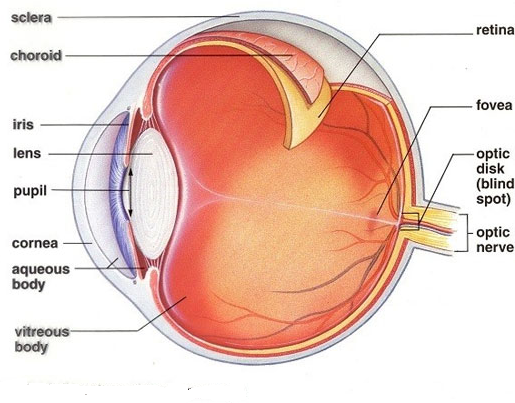 sclera
choroid
iris
lens
pupil
cornea
aqueous
body
vitreous
body
retina
fovea
optic
disk (blind
spot)
optic
nerve